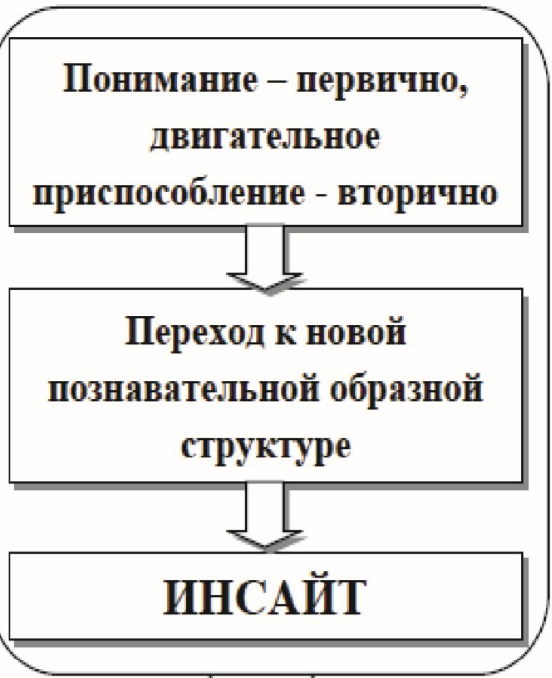 Понимание – первично,
двигательное
приспособление - вторично
Переход к новой
познавательной образной
структуре
ИНСАЙТ